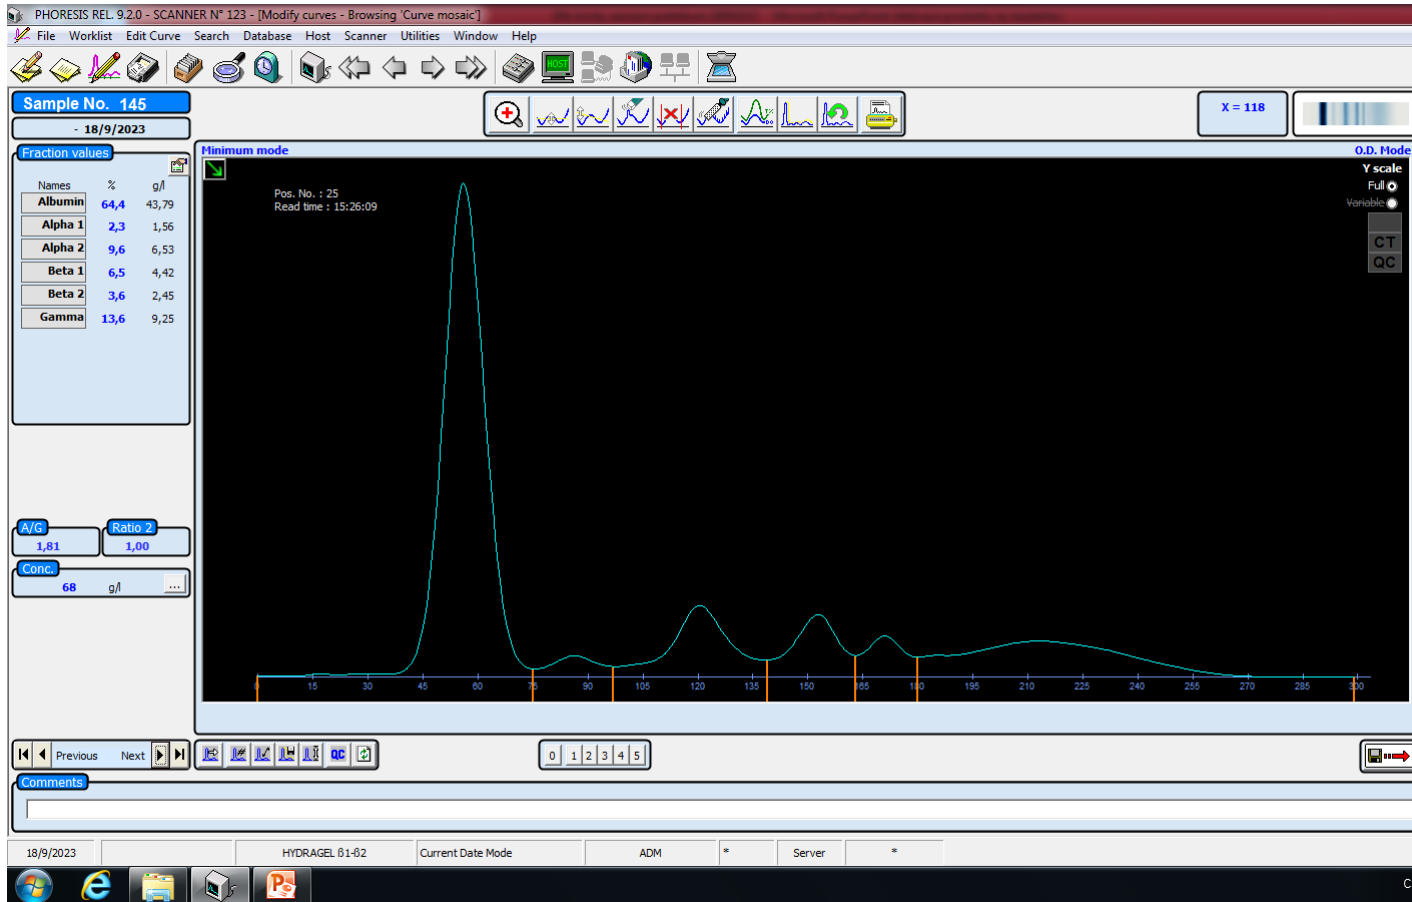 PHORESIS REL. 9.2.0 - SCANNER N° 123 - [Modify curves - Browsing 'Curve mosaic']
File Worklist Edit Curve Search Database Host Scanner Utilities Window Help
HOST
Sample No. 145
- 18/9/2023
X = 118
Fraction values
Names % g/l
Albumin 64,4 43,79
Alpha 1 2,3 1,56
Alpha 2 9,6 6,53
Beta 1 6,5 4,42
Beta 2 3,6 2,45
Gamma 13,6 9,25
A/G
1,81
Ratio 2
1,00
Conc.
68 g/l ...
Minimum mode
O.D. Mode
Pos. No. : 25
Read time : 15:26:09
Y scale
Full
Variable
CT
QC
0 15 30 45 60 75 90 105 120 135 150 165 180 195 210 225 240 255 270 285 300
Previous Next
QC
0 1 2 3 4 5
Comments
18/9/2023 HYDRAGEL ß1-ß2 Current Date Mode ADM * Server *
C